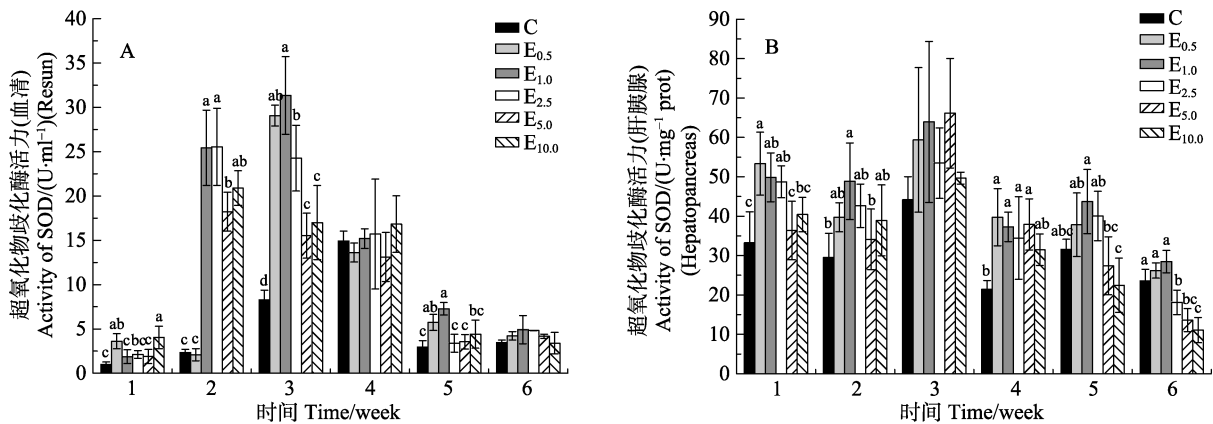 超氧化物歧化酶活力(血清)
Activity of SOD/(U·ml⁻¹)(Resun)
40
35
30
25
20
15
10
5
0
A
C
E₀.₅
E₁.₀
E₂.₅
E₅.₀
E₁₀.₀
c ab c bc c a
c c a a b ab
d ab a b c c
c ab a c c bc
1 2 3 4 5 6
时间 Time/week
超氧化物歧化酶活力(肝胰腺)
Activity of SOD/(U·mg⁻¹ prot)
(Hepatopancreas)
90
80
70
60
50
40
30
20
10
0
B
C
E₀.₅
E₁.₀
E₂.₅
E₅.₀
E₁₀.₀
c a ab ab c bc
b ab a ab b ab
b a a a a ab
abc ab a ab bc c
a a a b bc c
1 2 3 4 5 6
时间 Time/week